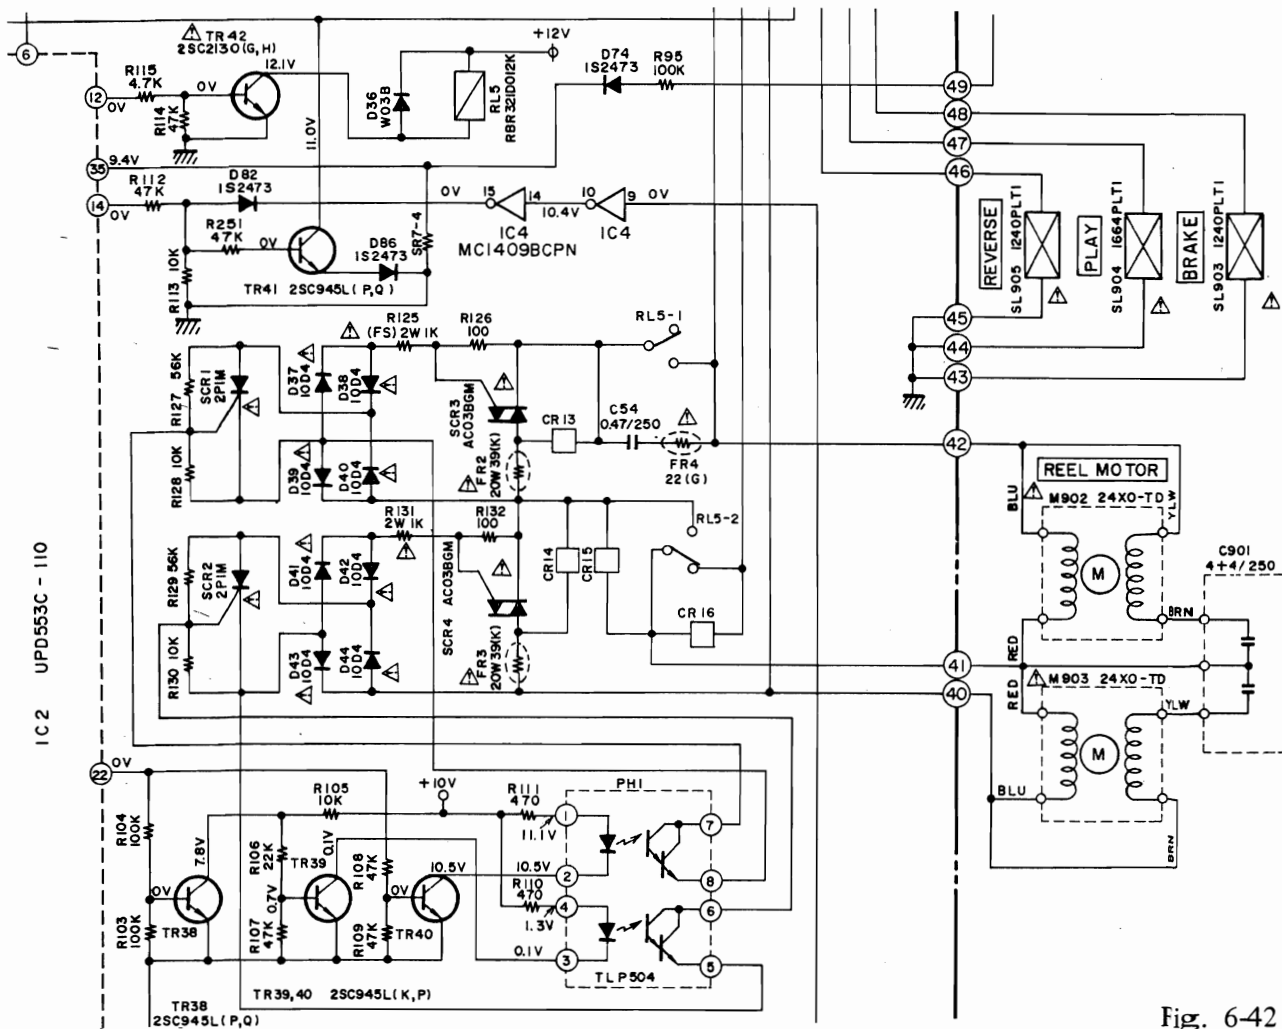 6
TR42
2SC2130(G,H)
12.1V
R115
4.7K
0V
12
0V
R114
47K
11.0V
D36
W03B
RL5
RBR321D012K
+12V
D74
1S2473
R95
100K
49
48
47
46
35
9.4V
R112
47K
14
0V
D82
1S2473
0V
15
14
10.4V
10
9
0V
IC4
MC1409BCPN
IC4
R251
47K
0V
D86
1S2473
SR7-4
R113 10K
TR41 2SC945L(P,Q)
REVERSE
SL905 1240PLT1
PLAY
SL904 1664PLT1
BRAKE
SL903 1240PLT1
45
44
43
R125
(FS)2W 1K
R126
100
RL5-1
R127 56K
SCR1
2P1M
D37
10D4
D38
10D4
SCR3
AC03BGM
CR13
C54
0.47/250
FR4
22(G)
42
R128 10K
D39
10D4
D40
10D4
FR2
20W39(K)
R131
2W 1K
R132
100
RL5-2
R129 56K
SCR2
2P1M
D41
10D4
D42
10D4
SCR4 AC03BGM
CR14
CR15
CR16
R130 10K
D43
10D4
D44
10D4
FR3
20W39(K)
41
40
REEL MOTOR
M902 24XO-TD
BLU
YLW
M
BRN
C901
4+4/250
RED
RED
M903 24XO-TD
YLW
M
BLU
BRN
IC2 UPD553C-110
22
0V
R104
100K
R105
10K
+10V
R111
470
11.1V
PH1
1
7
7.8V
R106
22K
0.1V
TR39
R108
47K
10.5V
10.5V
2
8
0V
0.7V
0V
R110
470
4
1.3V
6
R103
100K
TR38
R107
47K
R109
47K
TR40
0.1V
3
5
TLP504
TR39,40 2SC945L(K,P)
TR38
2SC945L(P,Q)
Fig. 6-42